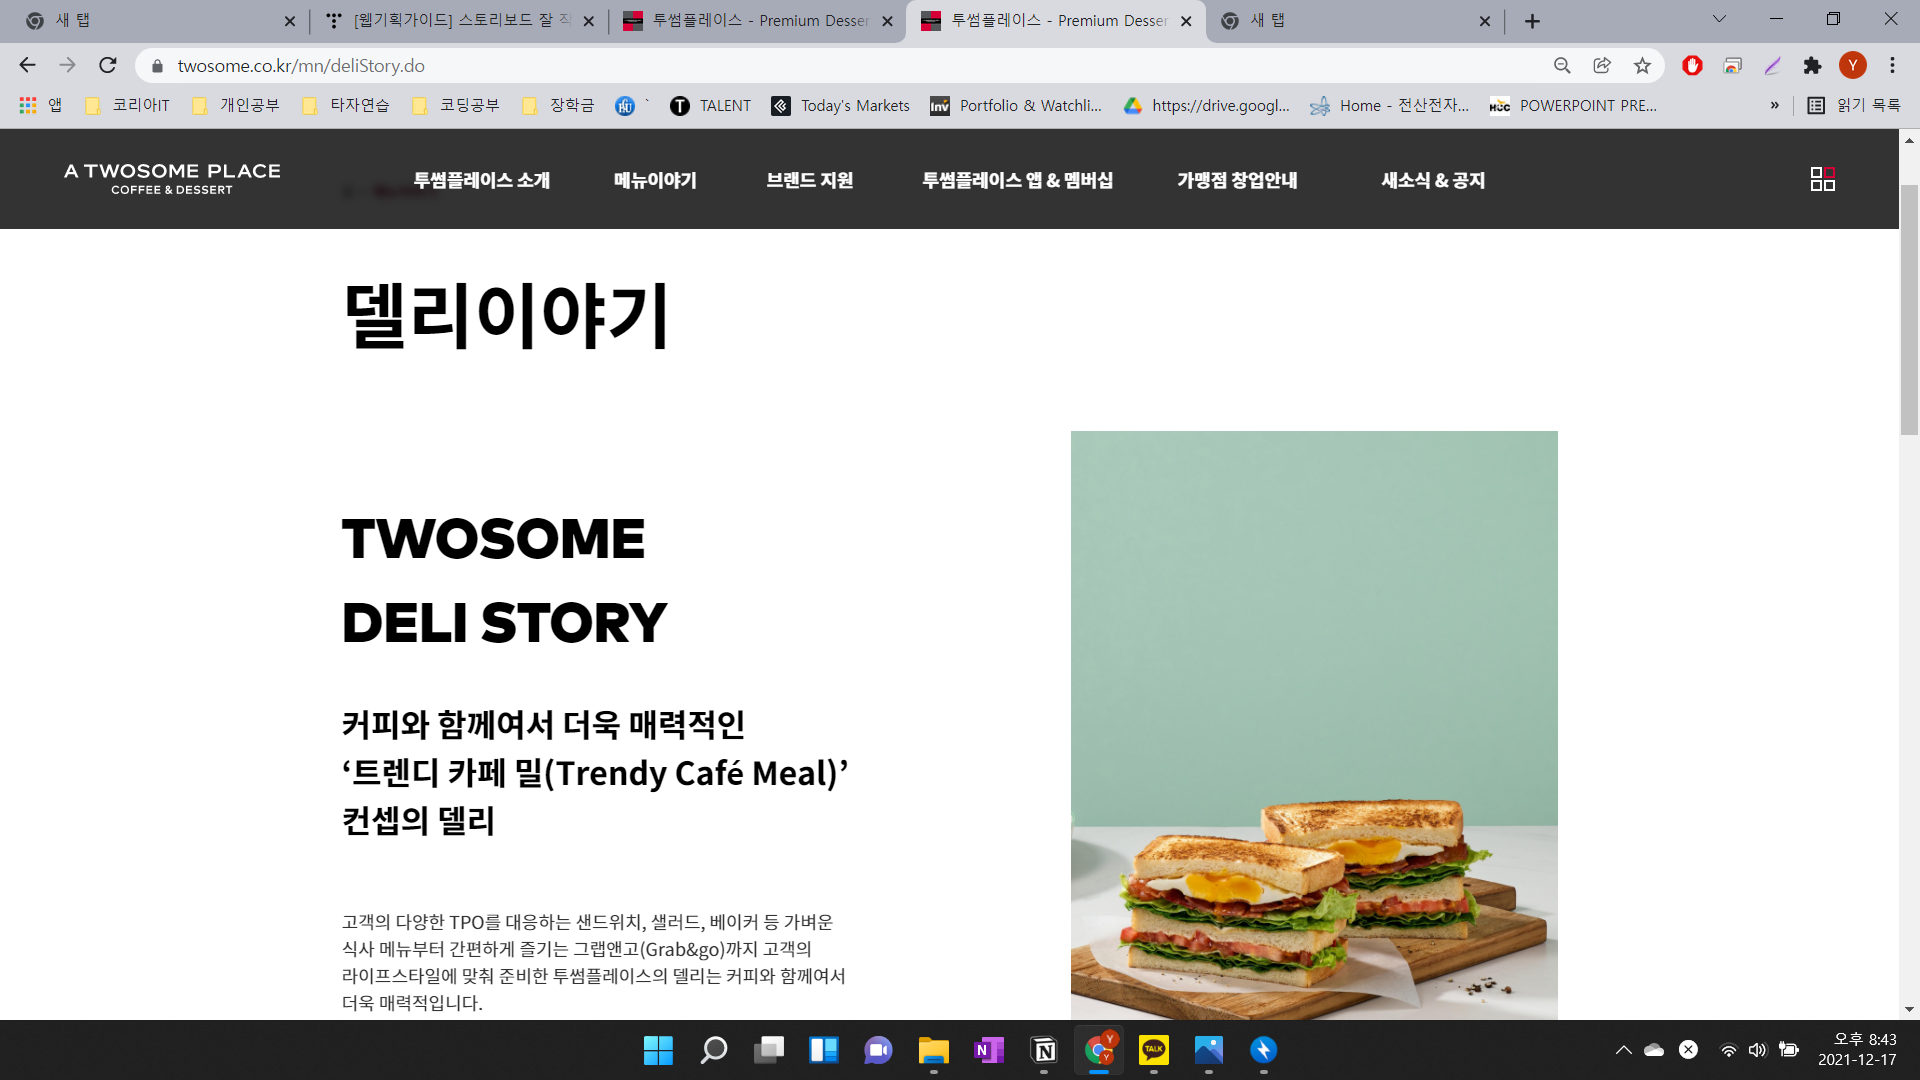 새 탭
[웹기획가이드] 스토리보드 잘 작
투썸플레이스 - Premium Desser
투썸플레이스 - Premium Desser
새 탭
twosome.co.kr/mn/deliStory.do
Y
앱
코리아IT
개인공부
타자연습
코딩공부
장학금
`
TALENT
Today's Markets
Portfolio & Watchli...
https://drive.googl...
Home - 전산전자...
POWERPOINT PRE...
»
읽기 목록
A TWOSOME PLACE
COFFEE & DESSERT
투썸플레이스 소개
메뉴이야기
브랜드 지원
투썸플레이스 앱 & 멤버십
가맹점 창업안내
새소식 & 공지
델리이야기
TWOSOME
DELI STORY
커피와 함께여서 더욱 매력적인
‘트렌디 카페 밀(Trendy Café Meal)’
컨셉의 델리
고객의 다양한 TPO를 대응하는 샌드위치, 샐러드, 베이커 등 가벼운
식사 메뉴부터 간편하게 즐기는 그랩앤고(Grab&go)까지 고객의
라이프스타일에 맞춰 준비한 투썸플레이스의 델리는 커피와 함께여서
더욱 매력적입니다.
오후 8:43
2021-12-17